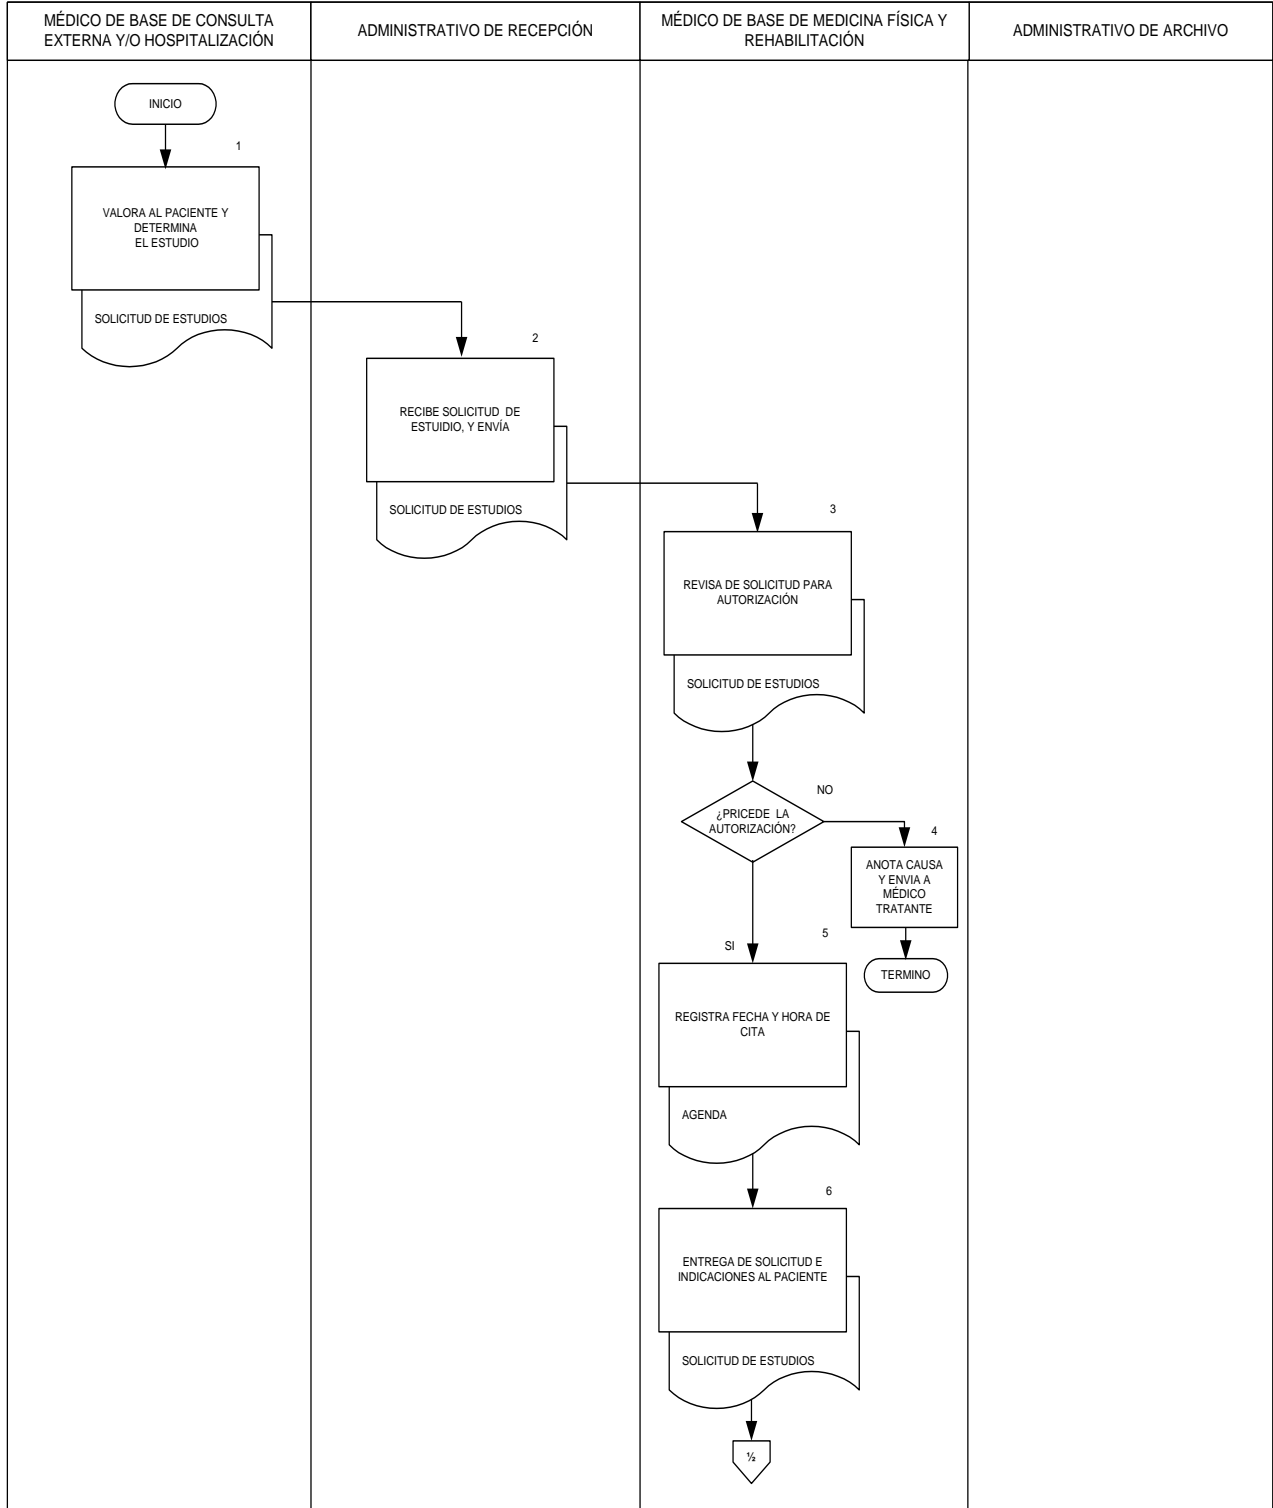 MÉDICO DE BASE DE CONSULTA
EXTERNA Y/O HOSPITALIZACIÓN
ADMINISTRATIVO DE RECEPCIÓN
MÉDICO DE BASE DE MEDICINA FÍSICA Y
REHABILITACIÓN
ADMINISTRATIVO DE ARCHIVO
INICIO
1
VALORA AL PACIENTE Y
DETERMINA
EL ESTUDIO
SOLICITUD DE ESTUDIOS
2
RECIBE SOLICITUD DE
ESTUIDIO, Y ENVÍA
SOLICITUD DE ESTUDIOS
3
REVISA DE SOLICITUD PARA
AUTORIZACIÓN
SOLICITUD DE ESTUDIOS
¿PRICEDE LA
AUTORIZACIÓN?
NO
4
ANOTA CAUSA
Y ENVIA A
MÉDICO
TRATANTE
TERMINO
SI
5
REGISTRA FECHA Y HORA DE
CITA
AGENDA
6
ENTREGA DE SOLICITUD E
INDICACIONES AL PACIENTE
SOLICITUD DE ESTUDIOS
½